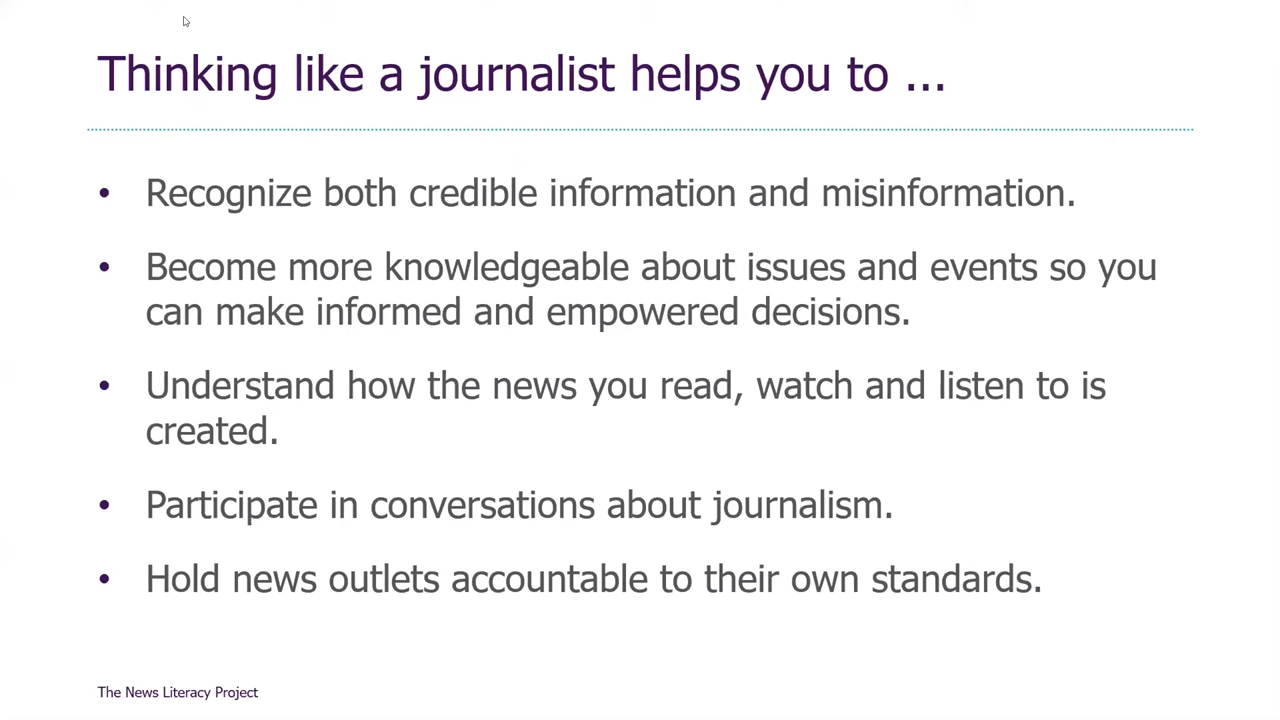 Thinking like a journalist helps you to ...
• Recognize both credible information and misinformation.
• Become more knowledgeable about issues and events so you
can make informed and empowered decisions.
• Understand how the news you read, watch and listen to is
created.
• Participate in conversations about journalism.
• Hold news outlets accountable to their own standards.
The News Literacy Project